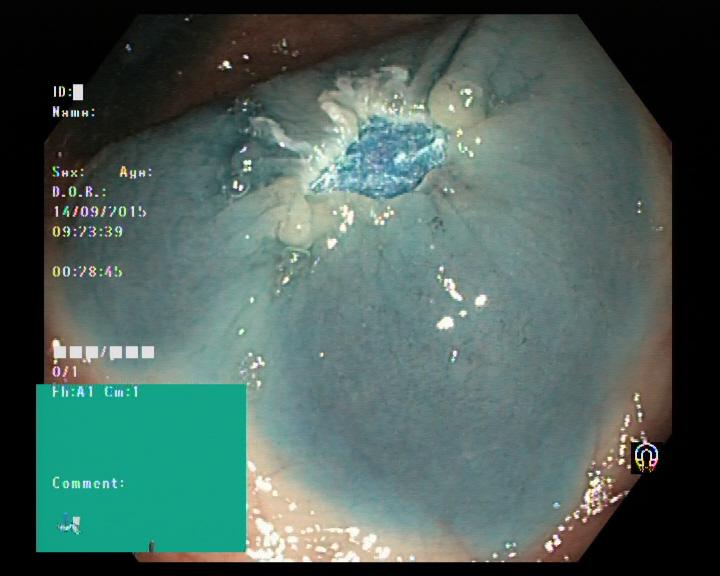 ID:
Name:
Sex: Age:
D.O.B.:
14/09/2015
09:23:39
00:28:45
0/1
Ph:A1 Cm:1
Comment: